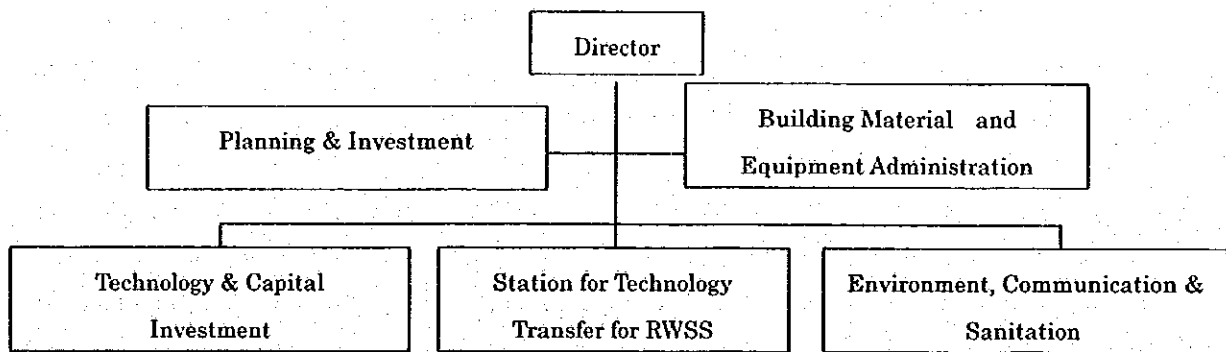 Director
Planning & Investment
Building Material and
Equipment Administration
Technology & Capital
Investment
Station for Technology
Transfer for RWSS
Environment, Communication &
Sanitation